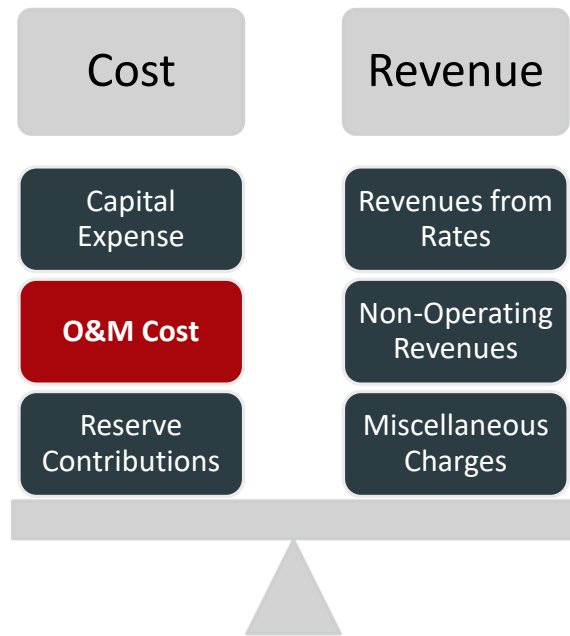 Cost
Revenue
Capital
Expense
Revenues from
Rates
O&M Cost
Non-Operating
Revenues
Reserve
Contributions
Miscellaneous
Charges